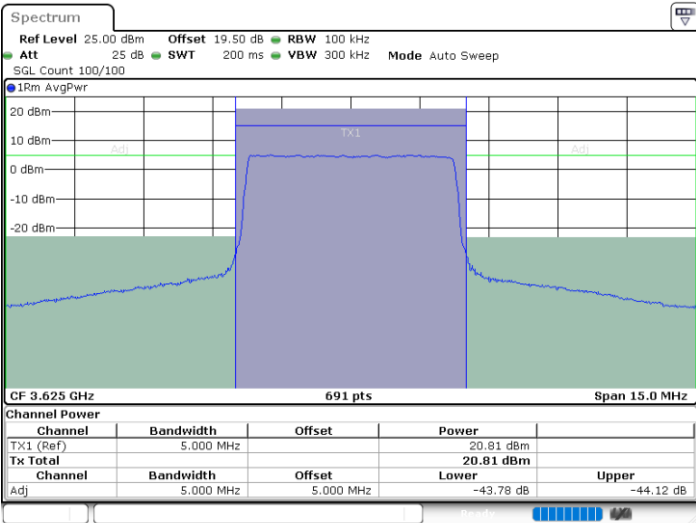 Spectrum
Ref Level 25.00 dBm Offset 19.50 dB RBW 100 kHz
Att 25 dB SWT 200 ms VBW 300 kHz Mode Auto Sweep
SGL Count 100/100
1Rm AvgPwr
20 dBm
TX1
10 dBm
Adj Adj
0 dBm
-10 dBm
-20 dBm
CF 3.625 GHz 691 pts Span 15.0 MHz
Channel Power
Channel Bandwidth Offset Power
TX1 (Ref) 5.000 MHz 20.81 dBm
Tx Total 20.81 dBm
Channel Bandwidth Offset Lower Upper
Adj 5.000 MHz 5.000 MHz -43.78 dB -44.12 dB
Ready